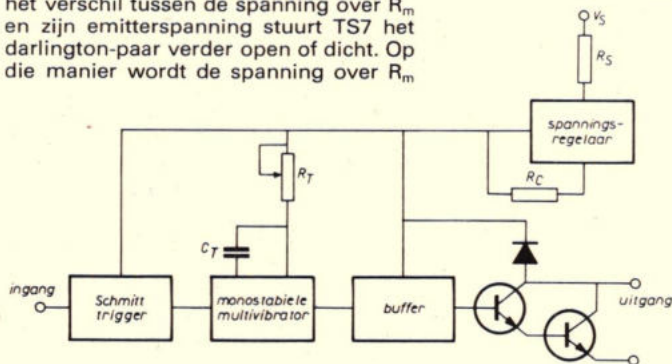 het verschil tussen de spanning over Rm
en zijn emitterspanning stuurt TS7 het
darlington-paar verder open of dicht. Op
die manier wordt de spanning over Rm
VS
RS
spannings-
regelaar
RC
RT
CT
ingang
Schmitt
trigger
monostabiele
multivibrator
buffer
uitgang